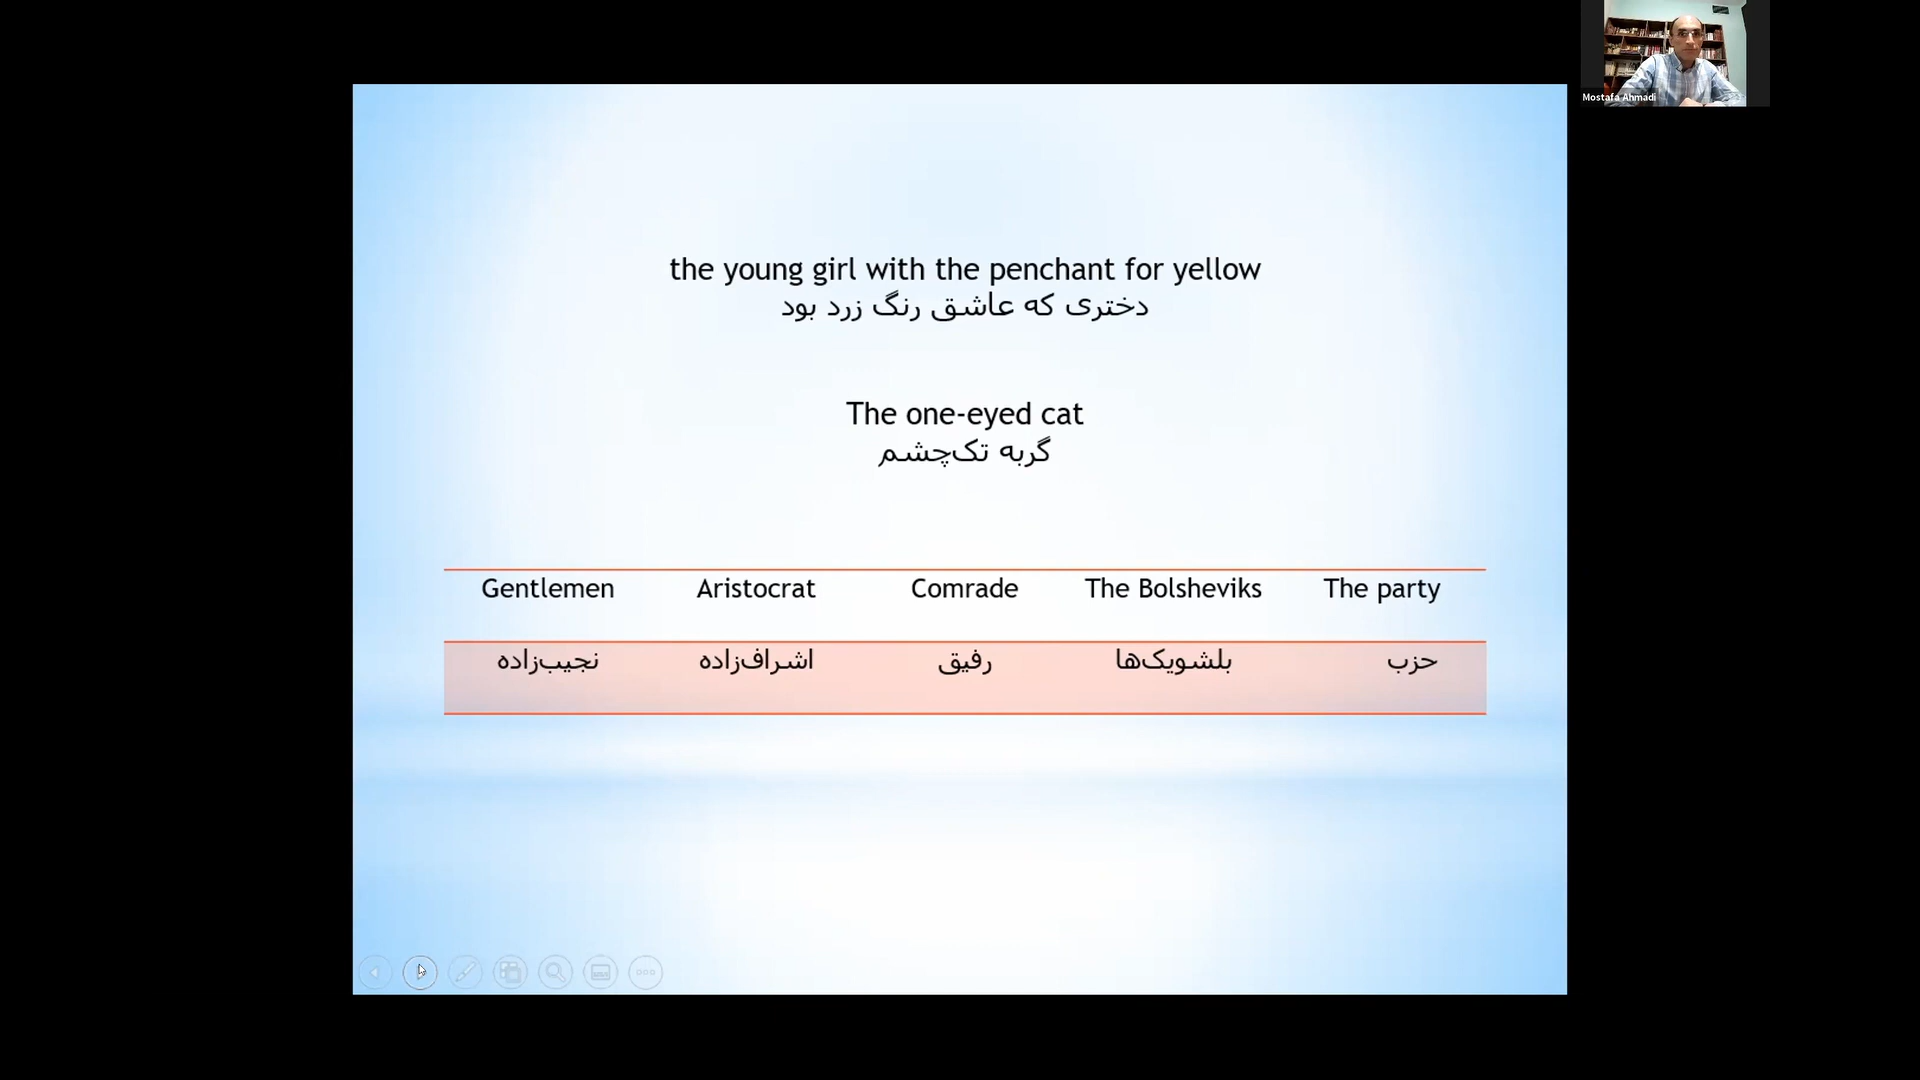 Mostafa Ahmadi
the young girl with the penchant for yellow
دختری که عاشق رنگ زرد بود
The one-eyed cat
گربه تک‌چشم
Gentlemen Aristocrat Comrade The Bolsheviks The party
نجیب‌زاده اشراف‌زاده رفیق بلشویک‌ها حزب